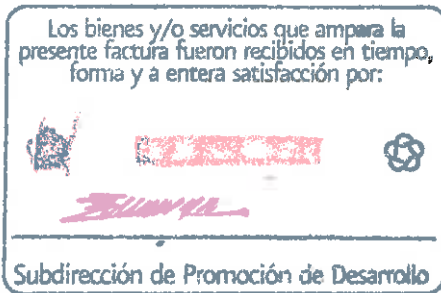 Los bienes y/o servicios que ampara la
presente factura fueron recibidos en tiempo,
forma y a entera satisfacción por:
Subdirección de Promoción de Desarrollo